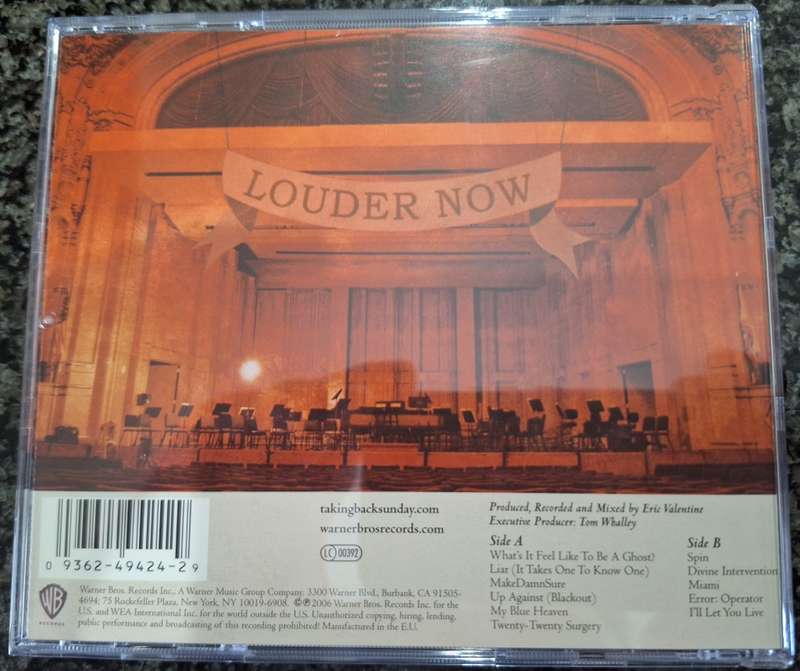 LOUDER NOW
0 9362-49424-2 9
takingbacksunday.com
warnerbrosrecords.com
LC 00392
Produced, Recorded and Mixed by Eric Valentine
Executive Producer: Tom Whalley
Side A
What's It Feel Like To Be A Ghost?
Liar (It Takes One To Know One)
MakeDamnSure
Up Against (Blackout)
My Blue Heaven
Twenty-Twenty Surgery
Side B
Spin
Divine Intervention
Miami
Error: Operator
I'll Let You Live
WB
RECORDS
Warner Bros. Records Inc., A Warner Music Group Company: 3300 Warner Blvd., Burbank, CA 91505-
4694; 75 Rockefeller Plaza, New York, NY 10019-6908. ©℗2006 Warner Bros. Records Inc. for the
U.S. and WEA International Inc. for the world outside the U.S. Unauthorized copying, hiring, lending,
public performance and broadcasting of this recording prohibited! Manufactured in the E.U.